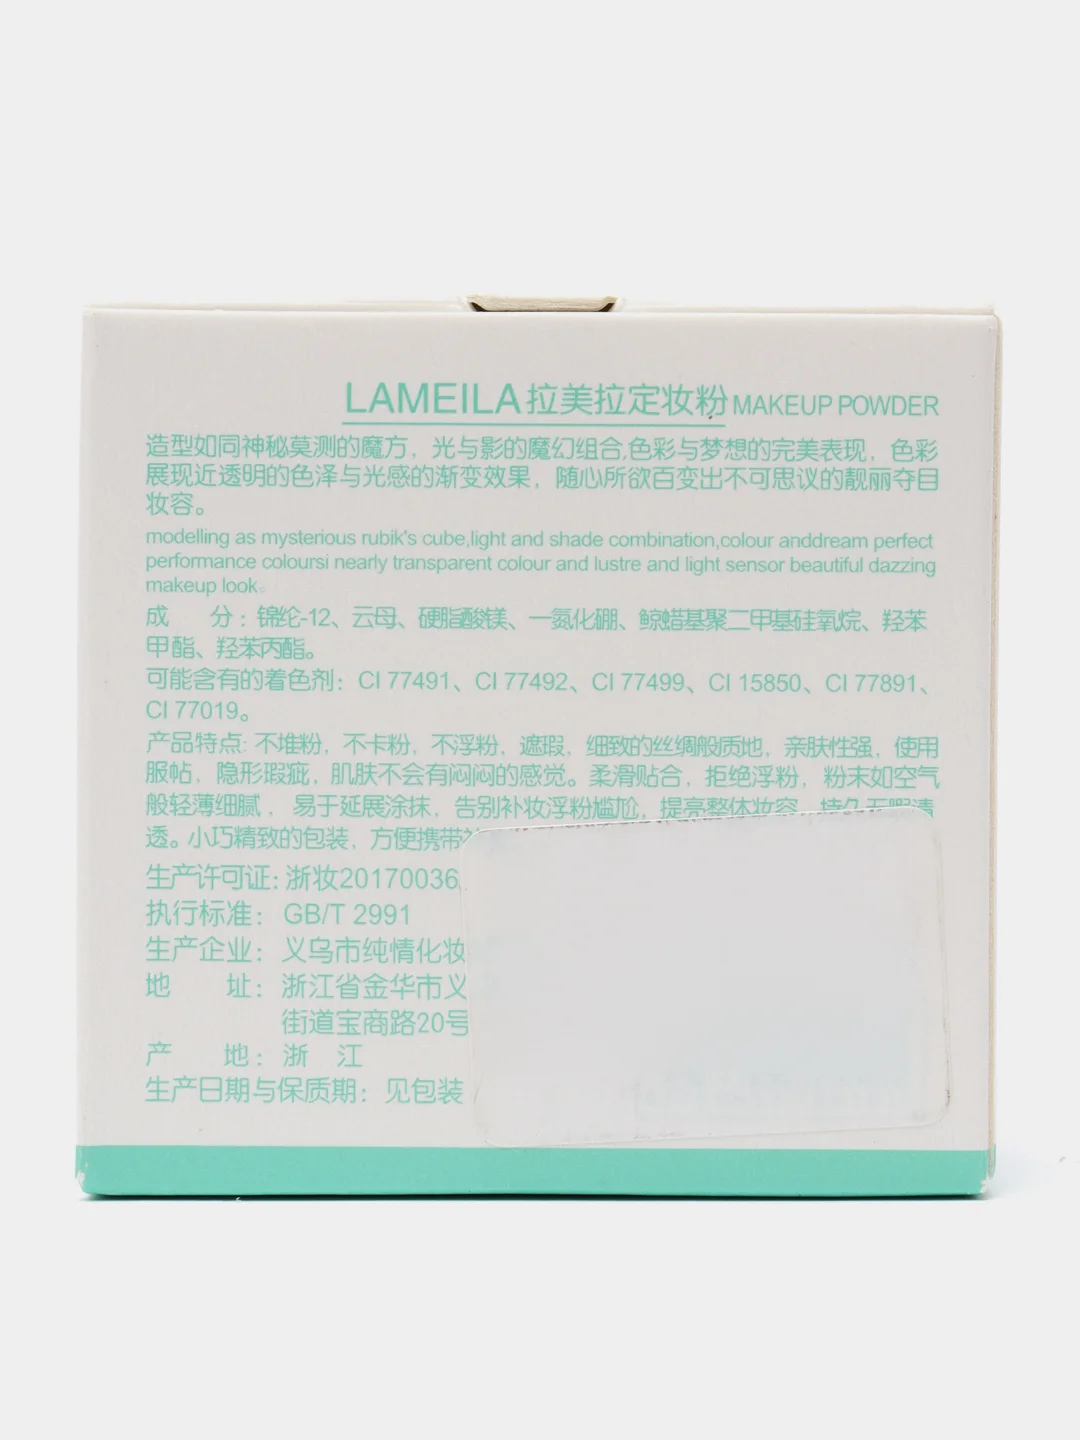 LAMEILA 拉美拉定妆粉 MAKEUP POWDER
造型如同神秘莫测的魔方，光与影的魔幻组合,色彩与梦想的完美表现，色彩
展现近透明的色泽与光感的渐变效果，随心所欲百变出不可思议的靓丽夺目
妆容。
modelling as mysterious rubik's cube,light and shade combination,colour anddream perfect
performance coloursi nearly transparent colour and lustre and light sensor beautiful dazzing
makeup look。
成 分：锦纶-12、云母、硬脂酸镁、一氮化硼、鲸蜡基聚二甲基硅氧烷、羟苯
甲酯、羟苯丙酯。
可能含有的着色剂：CI 77491、CI 77492、CI 77499、CI 15850、CI 77891、
CI 77019。
产品特点: 不堆粉，不卡粉，不浮粉，遮瑕，细致的丝绸般质地，亲肤性强，使用
服帖，隐形瑕疵，肌肤不会有闷闷的感觉。柔滑贴合，拒绝浮粉，粉末如空气
般轻薄细腻，易于延展涂抹，告别补妆浮粉尴尬，提亮整体妆容，持久无暇清
透。小巧精致的包装，方便携带
生产许可证: 浙妆20170036
执行标准：GB/T 2991
生产企业：义乌市纯情化妆
地 址：浙江省金华市义
街道宝商路20号
产 地：浙 江
生产日期与保质期：见包装